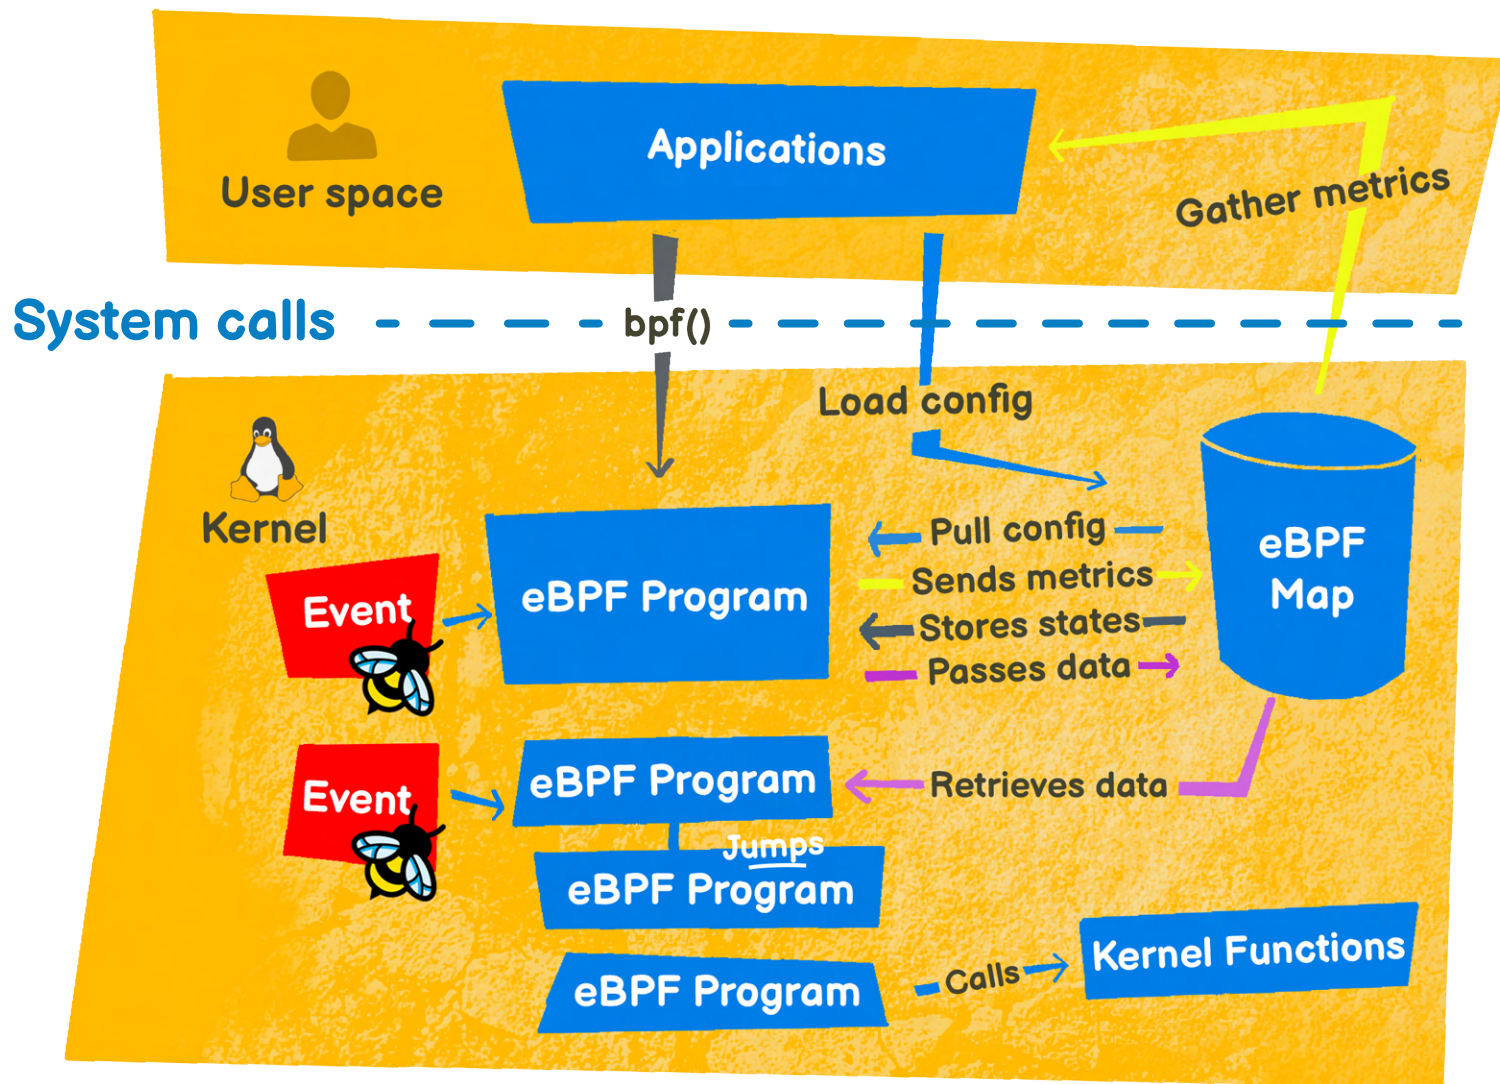 Applications
User space
Gather metrics
System calls
bpf()
Load config
Kernel
Pull config
eBPF
Map
Sends metrics
Event
eBPF Program
Stores states
Passes data
Event
eBPF Program
Retrieves data
Jumps
eBPF Program
Kernel Functions
eBPF Program
Calls